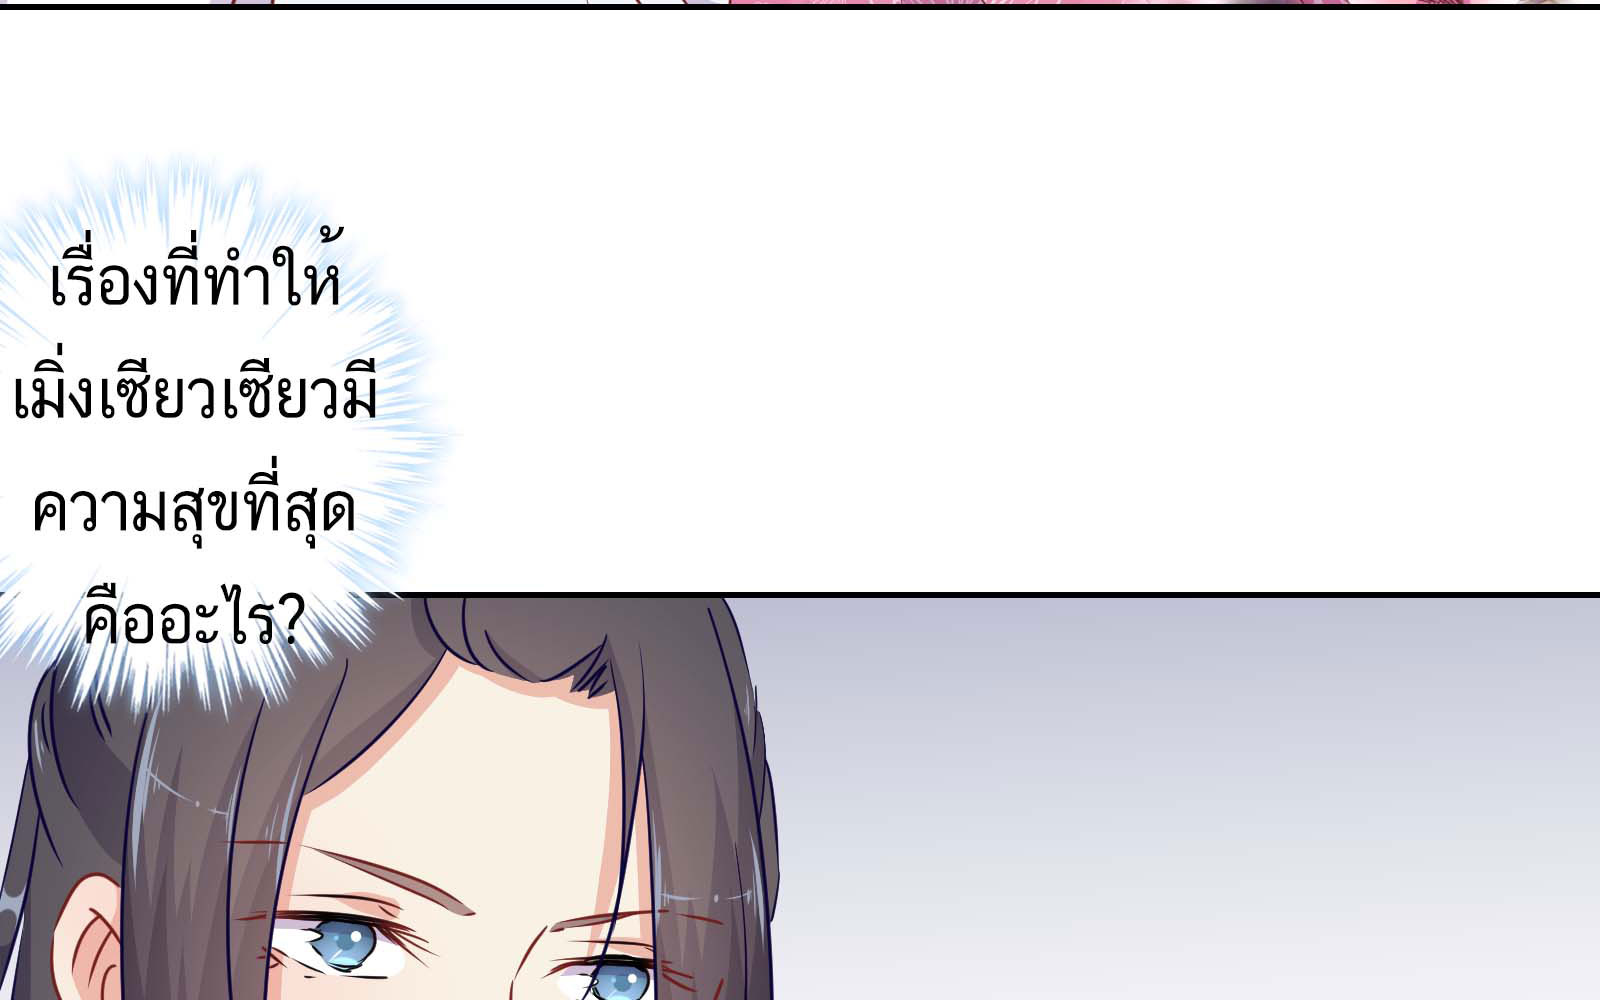 เรื่องที่ทำให้
เมิ่งเซียวเซียวมี
ความสุขที่สุด
คืออะไร?